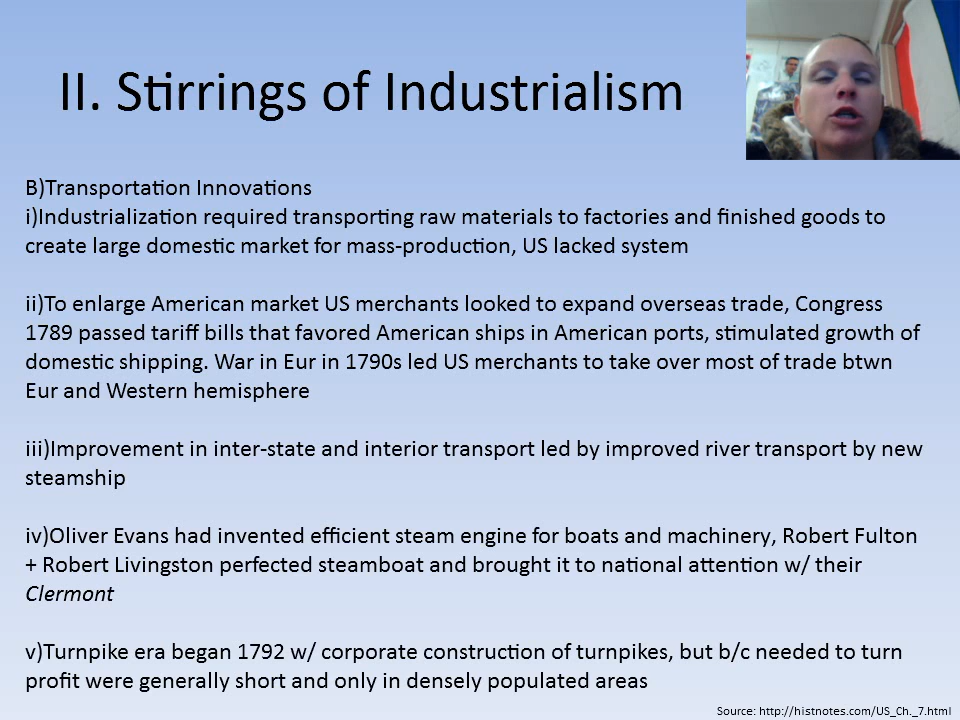 II. Stirrings of Industrialism
B)Transportation Innovations
i)Industrialization required transporting raw materials to factories and finished goods to
create large domestic market for mass-production, US lacked system
ii)To enlarge American market US merchants looked to expand overseas trade, Congress
1789 passed tariff bills that favored American ships in American ports, stimulated growth of
domestic shipping. War in Eur in 1790s led US merchants to take over most of trade btwn
Eur and Western hemisphere
iii)Improvement in inter-state and interior transport led by improved river transport by new
steamship
iv)Oliver Evans had invented efficient steam engine for boats and machinery, Robert Fulton
+ Robert Livingston perfected steamboat and brought it to national attention w/ their
Clermont
v)Turnpike era began 1792 w/ corporate construction of turnpikes, but b/c needed to turn
profit were generally short and only in densely populated areas
Source: http://histnotes.com/US_Ch._7.html